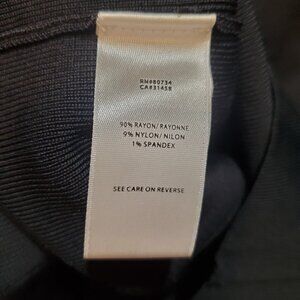 RN#80734
CA#31458
90% RAYON/RAYONNE
9% NYLON/NILON
1% SPANDEX
SEE CARE ON REVERSE